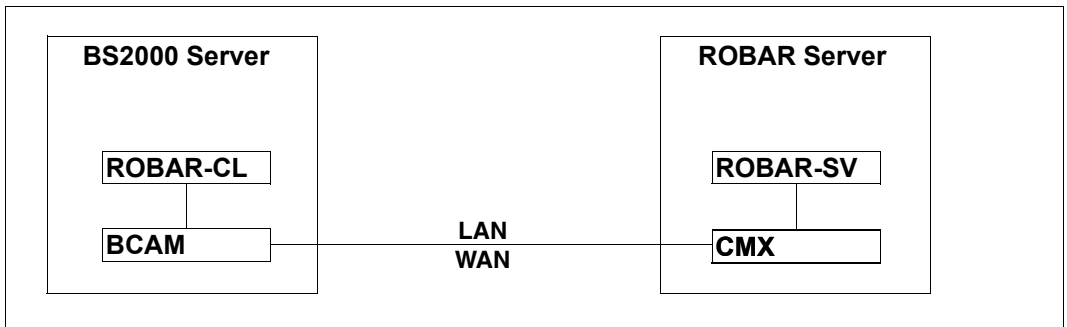 BS2000 Server
ROBAR Server
ROBAR-CL
ROBAR-SV
BCAM
LAN
WAN
CMX